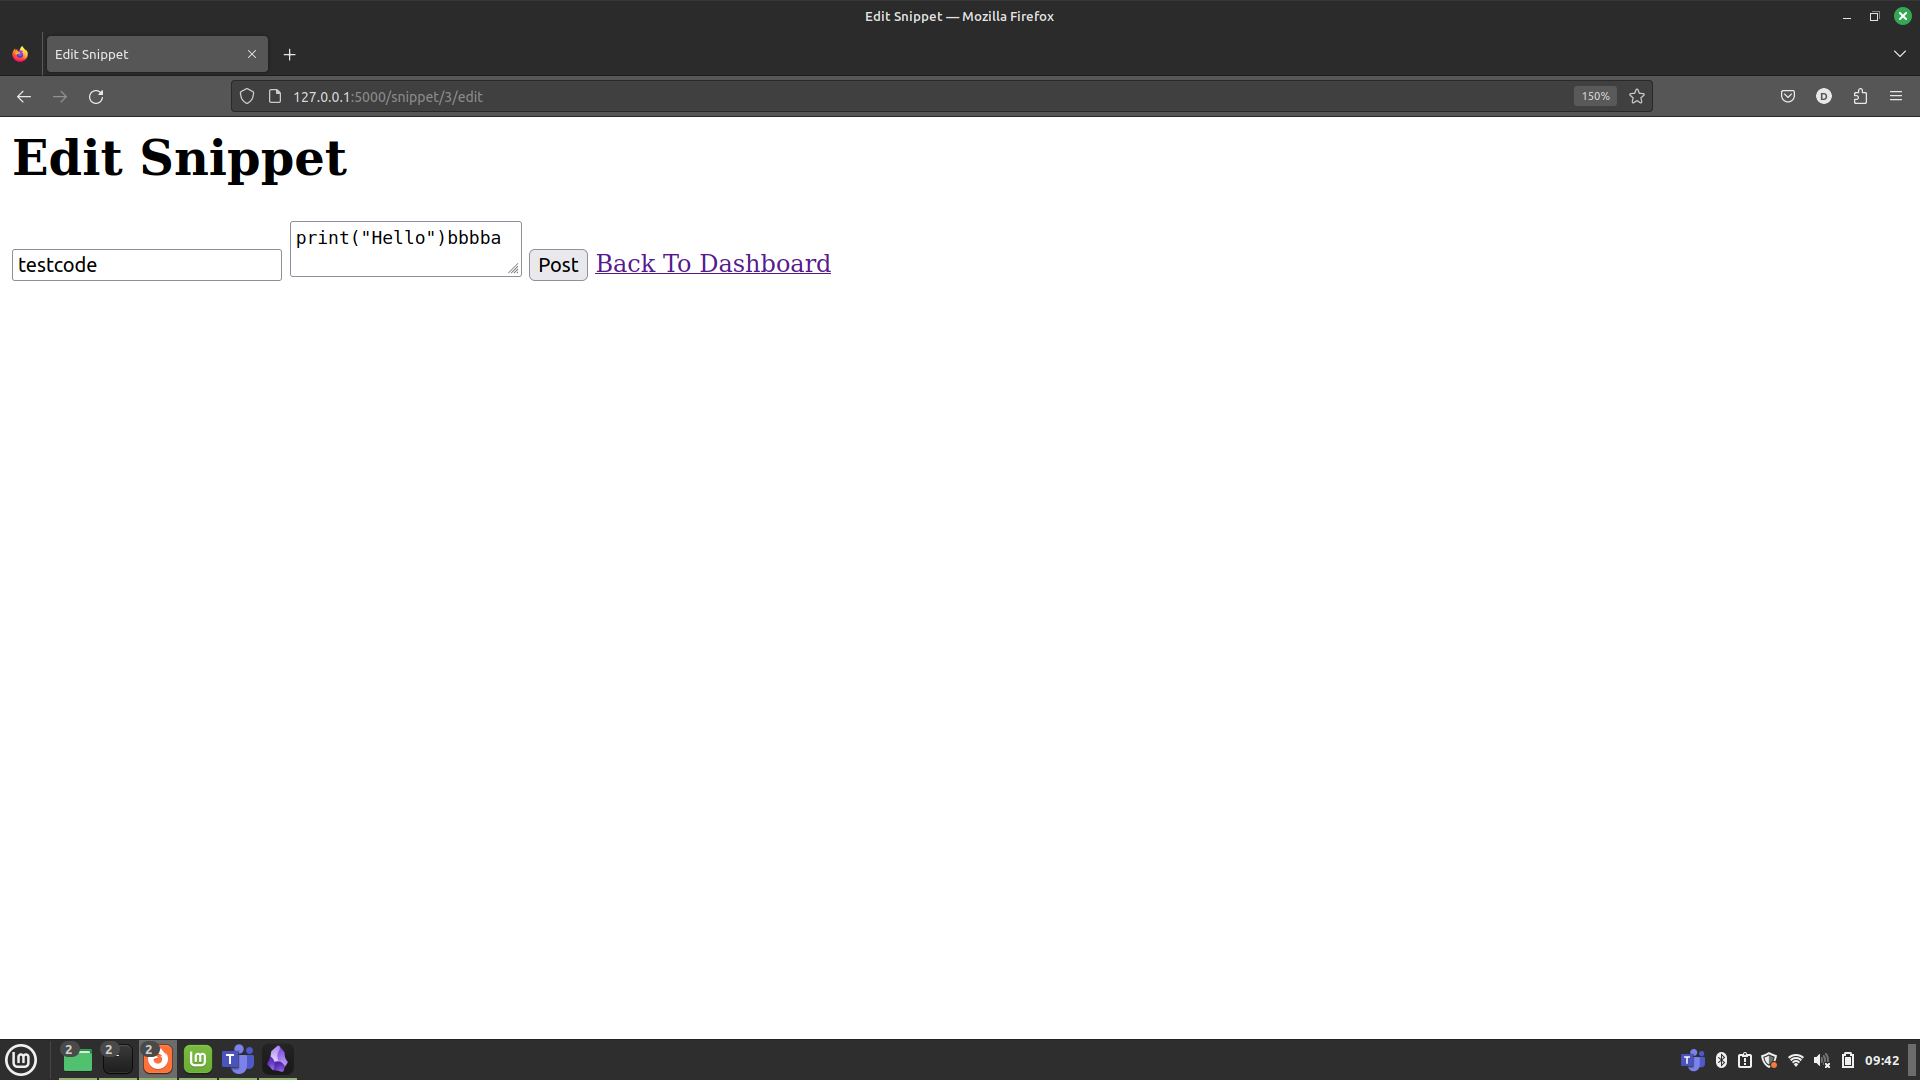 Edit Snippet — Mozilla Firefox
Edit Snippet
127.0.0.1:5000/snippet/3/edit
150%
D
Edit Snippet
testcode
print("Hello")bbbba
Post
Back To Dashboard
2
2
2
T
T
09:42